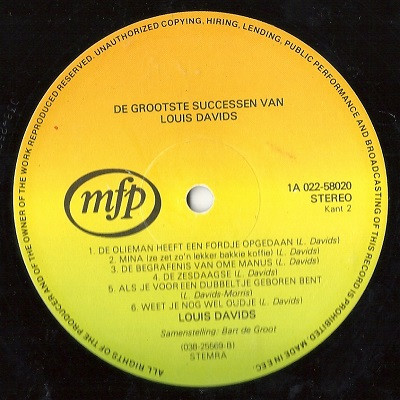 ALL RIGHTS OF THE PRODUCER AND OF THE OWNER OF THE WORK REPRODUCED RESERVED. UNAUTHORIZED COPYING, HIRING, LENDING, PUBLIC PERFORMANCE AND BROADCASTING OF THIS RECORD IS PROHIBITED MADE IN EEC
DE GROOTSTE SUCCESSEN VAN
LOUIS DAVIDS
mfp
1A 022-58020
STEREO
Kant 2
1. DE OLIEMAN HEEFT EEN FORDJE OPGEDAAN (L. Davids)
2. MINA (ze zet zo'n lekker bakkie koffie) (L. Davids)
3. DE BEGRAFENIS VAN OME MANUS (L. Davids)
4. DE ZESDAAGSE (L. Davids)
5. ALS JE VOOR EEN DUBBELTJE GEBOREN BENT
(L. Davids-Morris)
6. WEET JE NOG WEL OUDJE (L. Davids)
LOUIS DAVIDS
Samenstelling: Bart de Groot
(038-25569-B)
STEMRA